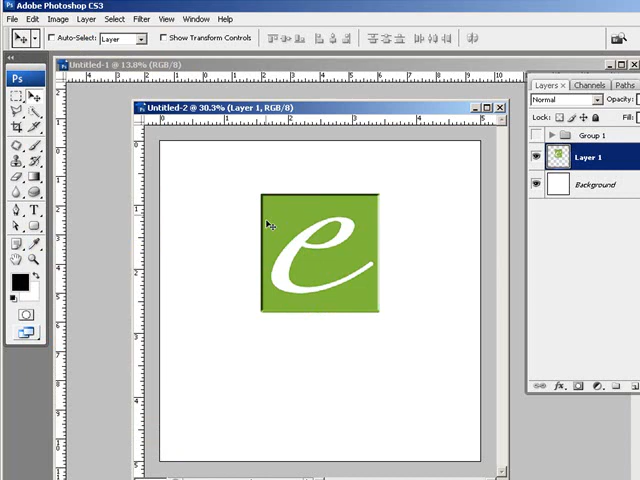 Adobe Photoshop CS3
File Edit Image Layer Select Filter View Window Help
Auto-Select: Layer Show Transform Controls
Untitled-1 @ 13.8% (RGB/8)
Untitled-2 @ 30.3% (Layer 1, RGB/8)
Ps
e
Layers x Channels Paths
Normal Opacity:
Lock: Fill:
Group 1
Layer 1
Background
fx
T